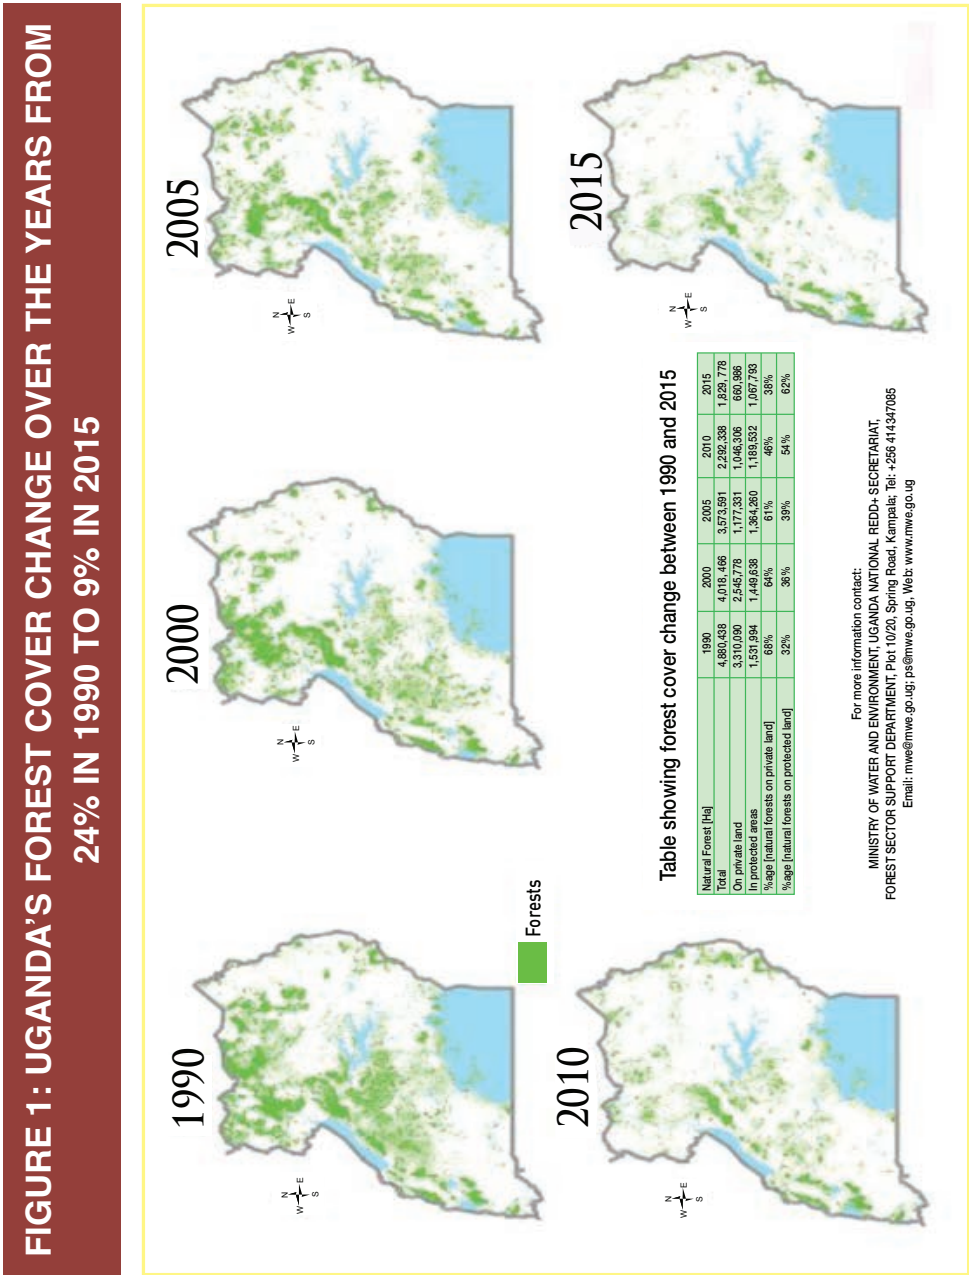 FIGURE 1: UGANDA'S FOREST COVER CHANGE OVER THE YEARS FROM
24% IN 1990 TO 9% IN 2015
1990
N
W E
S
2000
N
W E
S
2005
N
W E
S
Forests
2010
N
W E
S
Table showing forest cover change between 1990 and 2015
Natural Forest [Ha] 1990 2000 2005 2010 2015
Total 4,880,438 4,018, 466 3,573,591 2,292,338 1,829, 778
On private land 3,310,090 2,545,778 1,177,331 1,046,306 660,986
In protected areas 1,531,994 1,449,638 1,364,260 1,189,532 1,067,793
%age [natural forests on private land] 68% 64% 61% 46% 38%
%age [natural forests on protected land] 32% 36% 39% 54% 62%
For more information contact:
MINISTRY OF WATER AND ENVIRONMENT, UGANDA NATIONAL REDD+ SECRETARIAT,
FOREST SECTOR SUPPORT DEPARTMENT, Plot 10/20, Spring Road, Kampala; Tel: +256 414347085
Email: mwe@mwe.go.ug; ps@mwe.go.ug, Web: www.mwe.go.ug
2015
N
W E
S